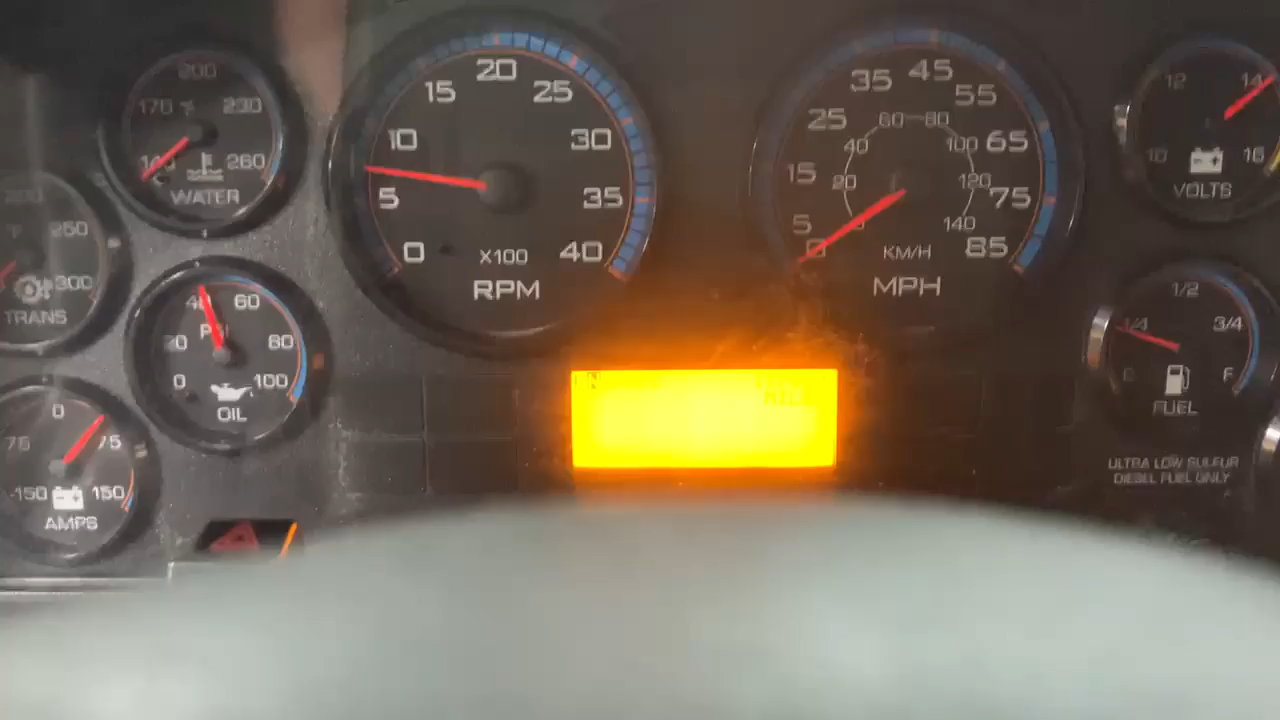 200
170 °F 230
140 260
WATER
250
300
TRANS
40 60
PSI
80
0 100
OIL
0
75 75
-150 150
AMPS
20
15 25
10 30
5 35
0 X100 40
RPM
45
35 55
25 60 80 65
40 100
15 20 120 75
5 140
0 KM/H 85
MPH
12 14
10 16
VOLTS
1/2
1/4 3/4
F
FUEL
ULTRA LOW SULFUR
DIESEL FUEL ONLY